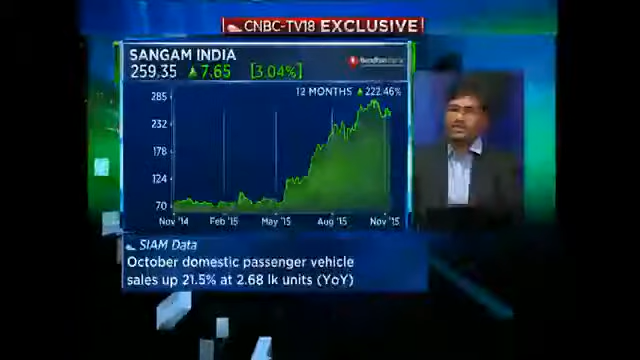 CNBC-TV18 EXCLUSIVE
SANGAM INDIA
259.35 ▲7.65 [3.04%]
12 MONTHS ▲222.46%
285
232
178
124
70
Nov '14 Feb '15 May '15 Aug '15 Nov '15
SIAM Data
October domestic passenger vehicle
sales up 21.5% at 2.68 lk units (YoY)